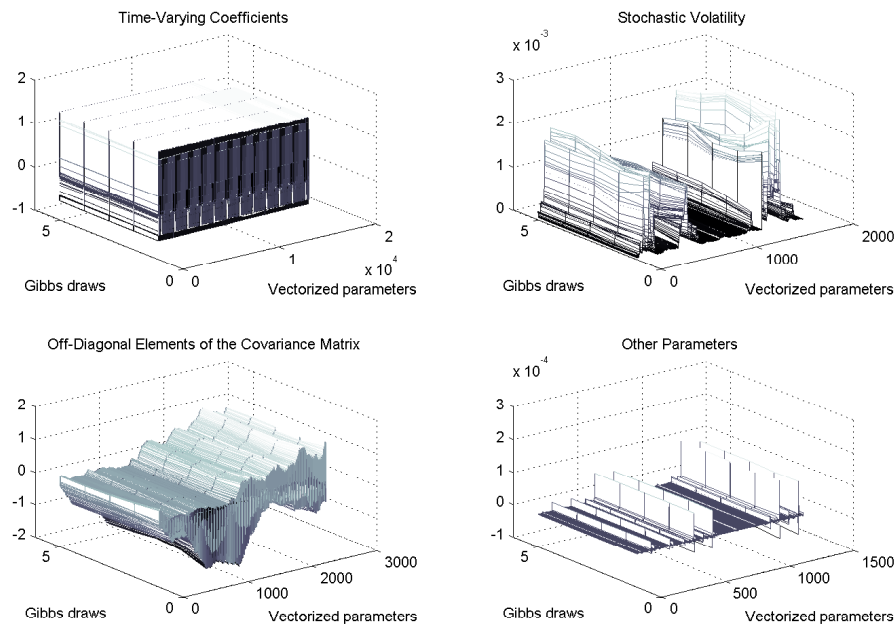 Time-Varying Coefficients
2
1
0
-1
5
0
0
1
2
x 10^4
Gibbs draws
Vectorized parameters
Stochastic Volatility
x 10^-3
3
2
1
0
5
0
0
1000
2000
Gibbs draws
Vectorized parameters
Off-Diagonal Elements of the Covariance Matrix
2
1
0
-1
-2
5
0
0
1000
2000
3000
Gibbs draws
Vectorized parameters
Other Parameters
x 10^-4
3
2
1
0
-1
5
0
0
500
1000
1500
Gibbs draws
Vectorized parameters